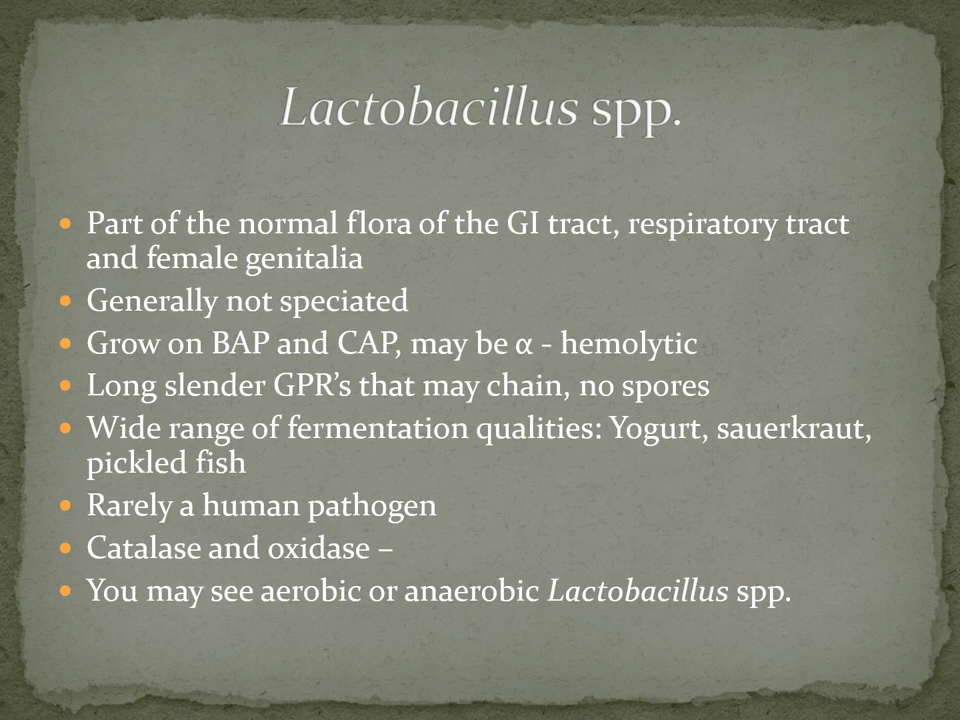 Lactobacillus spp.
• Part of the normal flora of the GI tract, respiratory tract
and female genitalia
• Generally not speciated
• Grow on BAP and CAP, may be α - hemolytic
• Long slender GPR’s that may chain, no spores
• Wide range of fermentation qualities: Yogurt, sauerkraut,
pickled fish
• Rarely a human pathogen
• Catalase and oxidase –
• You may see aerobic or anaerobic Lactobacillus spp.